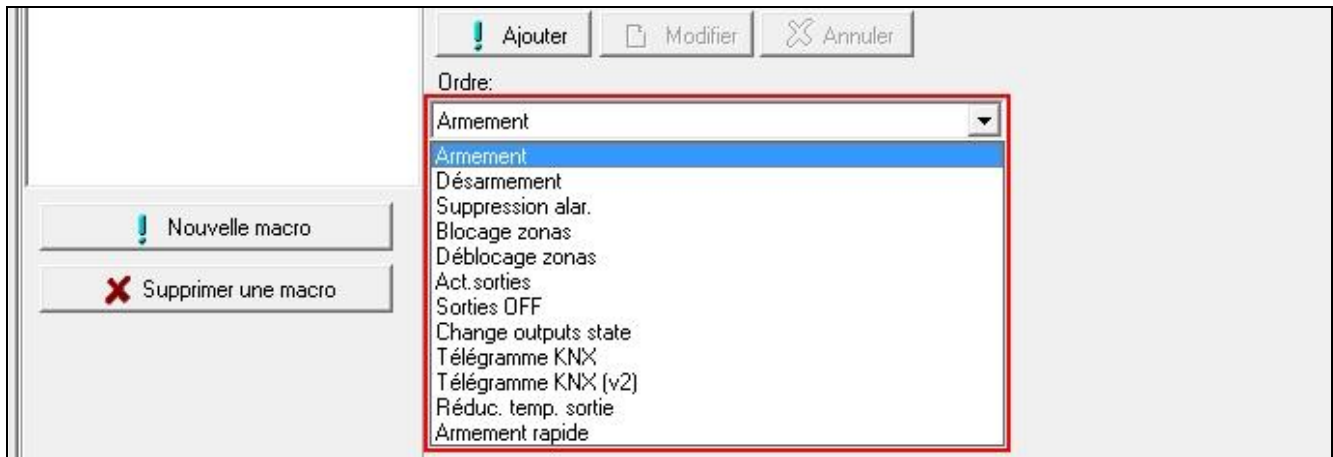 Ajouter Modifier Annuler
Ordre:
Armement
Armement
Désarmement
Suppression alar.
Blocage zonas
Déblocage zonas
Act.sorties
Sorties OFF
Change outputs state
Télégramme KNX
Télégramme KNX (v2)
Réduc. temp. sortie
Armement rapide
Nouvelle macro
Supprimer une macro